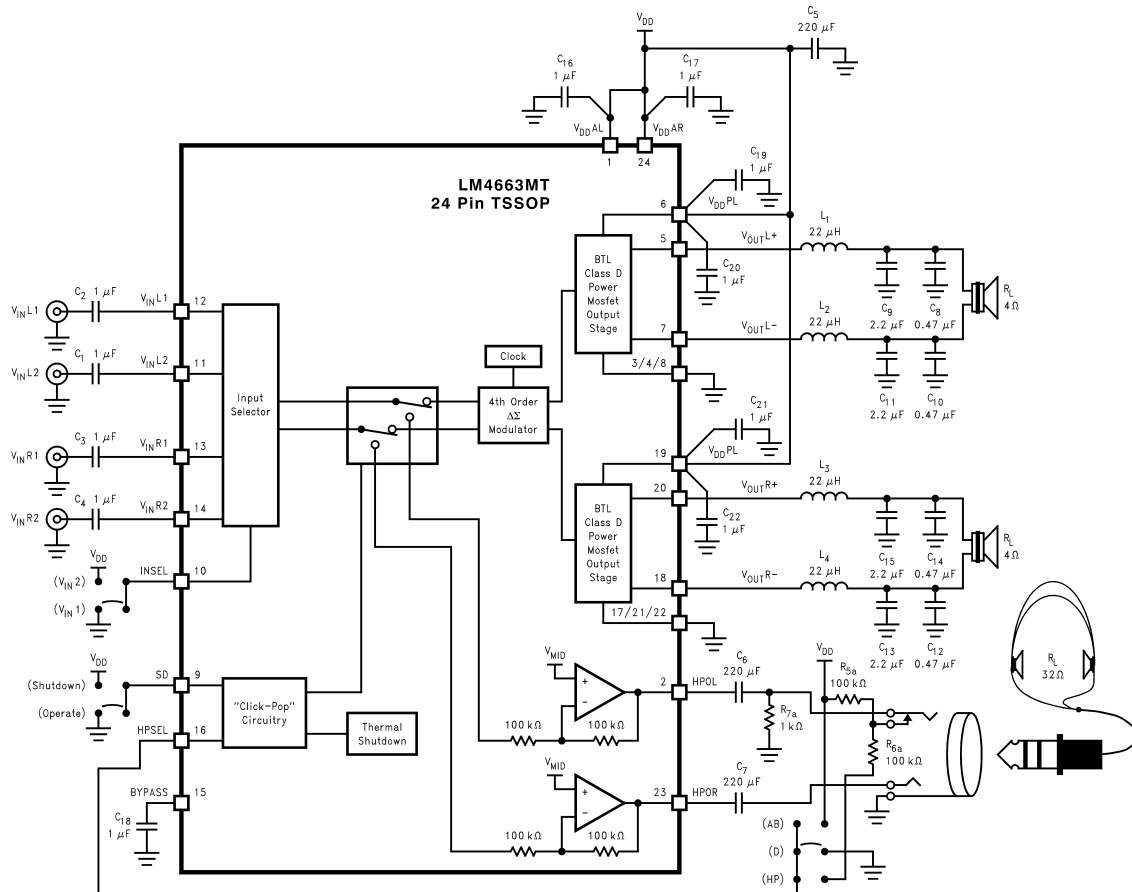 V_DD
C_5
220 μF
C_16
1 μF
C_17
1 μF
V_DD AL
V_DD AR
1
24
LM4663MT
24 Pin TSSOP
C_19
1 μF
6
V_DD PL
5
V_OUT L+
L_1
22 μH
BTL
Class D
Power
Mosfet
Output
Stage
C_20
1 μF
C_9
2.2 μF
C_8
0.47 μF
R_L
4Ω
7
V_OUT L-
L_2
22 μH
3/4/8
C_11
2.2 μF
C_10
0.47 μF
V_IN L1
C_2 1 μF
V_IN L1
12
V_IN L2
C_1 1 μF
V_IN L2
11
Input
Selector
Clock
4th Order
ΔΣ
Modulator
V_IN R1
C_3 1 μF
V_IN R1
13
V_IN R2
C_4 1 μF
V_IN R2
14
C_21
1 μF
19
V_DD PL
20
V_OUT R+
L_3
22 μH
BTL
Class D
Power
Mosfet
Output
Stage
C_22
1 μF
C_15
2.2 μF
C_14
0.47 μF
R_L
4Ω
18
V_OUT R-
L_4
22 μH
17/21/22
C_13
2.2 μF
C_12
0.47 μF
V_DD
(V_IN 2)
INSEL
10
(V_IN 1)
V_DD
(Shutdown)
SD
9
(Operate)
HPSEL
16
"Click-Pop"
Circuitry
Thermal
Shutdown
BYPASS
15
C_18
1 μF
V_MID
+
−
100 kΩ
100 kΩ
2
HPOL
C_6
220 μF
R_7a
1 kΩ
V_DD
R_5a
100 kΩ
R_6a
100 kΩ
R_L
32Ω
V_MID
+
−
100 kΩ
100 kΩ
23
HPOR
C_7
220 μF
(AB)
(D)
(HP)